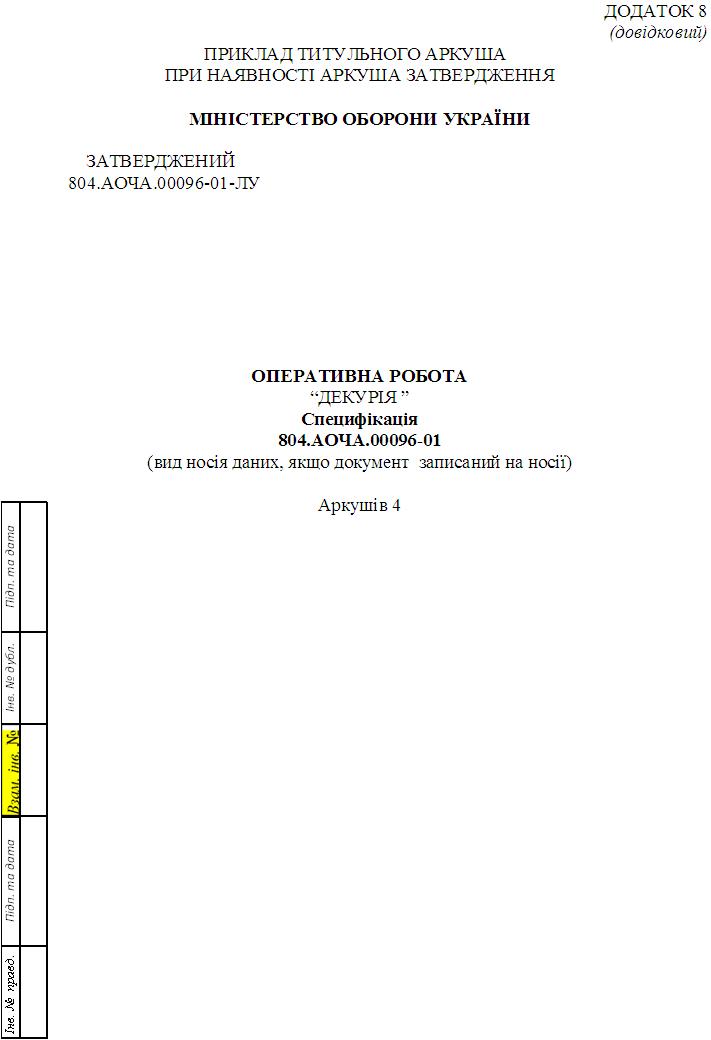 ДОДАТОК 8
(довідковий)
ПРИКЛАД ТИТУЛЬНОГО АРКУША
ПРИ НАЯВНОСТІ АРКУША ЗАТВЕРДЖЕННЯ
МІНІСТЕРСТВО ОБОРОНИ УКРАЇНИ
ЗАТВЕРДЖЕНИЙ
804.АОЧА.00096-01-ЛУ
ОПЕРАТИВНА РОБОТА
“ДЕКУРІЯ ”
Специфікація
804.АОЧА.00096-01
(вид носія даних, якщо документ записаний на носії)
Аркушів 4
Підп. та дата
Інв. № дубл.
Взам. інв. №
Підп. та дата
Інв. № правд.